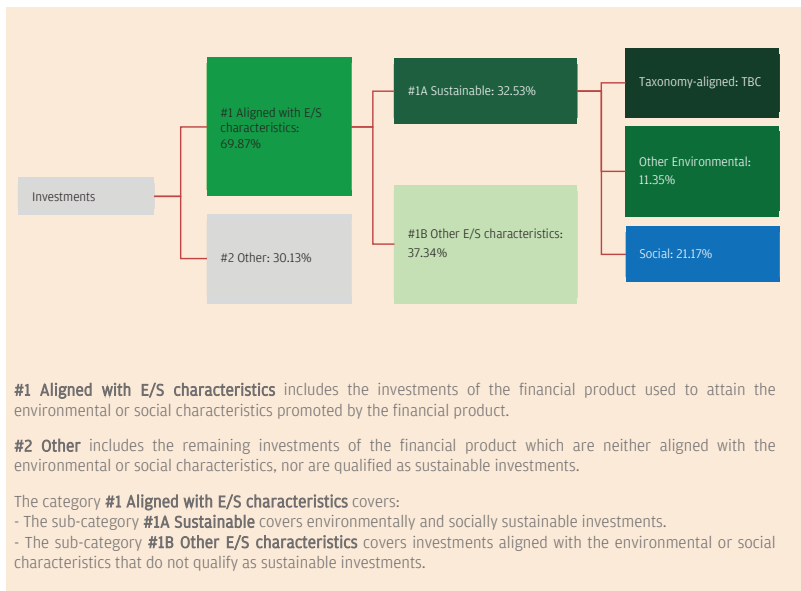 Investments
#1 Aligned with E/S
characteristics:
69.87%
#2 Other: 30.13%
#1A Sustainable: 32.53%
#1B Other E/S characteristics:
37.34%
Taxonomy-aligned: TBC
Other Environmental:
11.35%
Social: 21.17%
#1 Aligned with E/S characteristics includes the investments of the financial product used to attain the
environmental or social characteristics promoted by the financial product.
#2 Other includes the remaining investments of the financial product which are neither aligned with the
environmental or social characteristics, nor are qualified as sustainable investments.
The category #1 Aligned with E/S characteristics covers:
- The sub-category #1A Sustainable covers environmentally and socially sustainable investments.
- The sub-category #1B Other E/S characteristics covers investments aligned with the environmental or social
characteristics that do not qualify as sustainable investments.